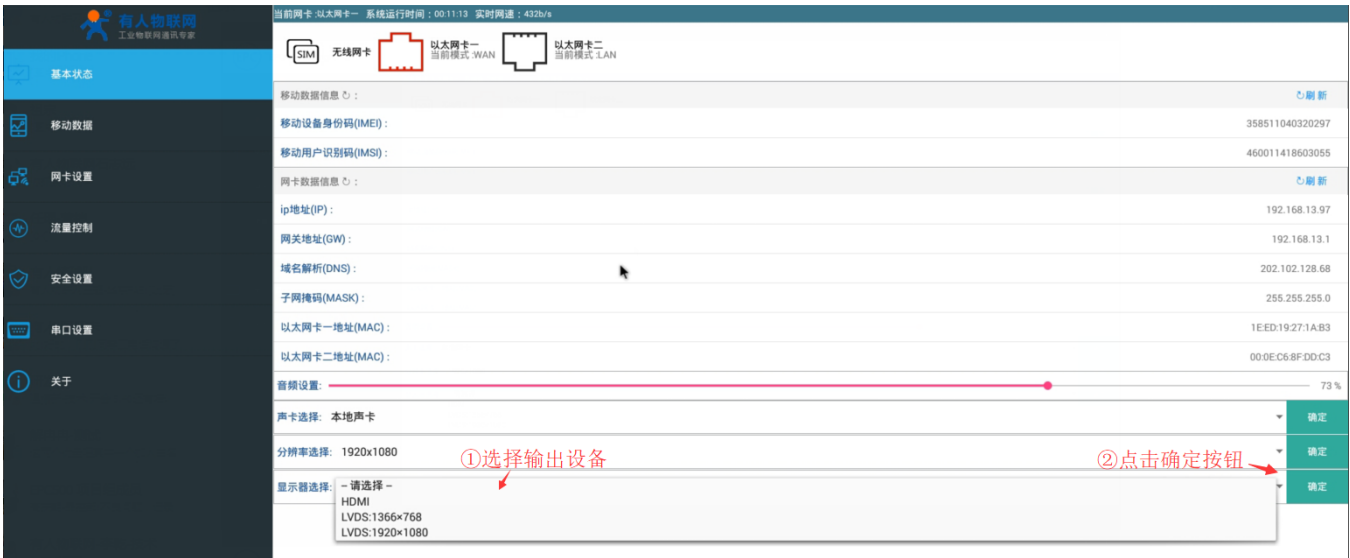 有人物联网
工业物联网通讯专家
基本状态
移动数据
网卡设置
流量控制
安全设置
串口设置
关于
当前网卡:以太网卡一 系统运行时间：00:11:13 实时网速：432b/s
SIM 无线网卡
以太网卡一
当前模式:WAN
以太网卡二
当前模式:LAN
移动数据信息 ↻： ↻刷 新
移动设备身份码(IMEI)： 358511040320297
移动用户识别码(IMSI)： 460011418603055
网卡数据信息 ↻： ↻刷 新
ip地址(IP)： 192.168.13.97
网关地址(GW)： 192.168.13.1
域名解析(DNS)： 202.102.128.68
子网掩码(MASK)： 255.255.255.0
以太网卡一地址(MAC)： 1E:ED:19:27:1A:B3
以太网卡二地址(MAC)： 00:0E:C6:8F:DD:C3
音频设置: 73 %
声卡选择: 本地声卡 确定
分辨率选择: 1920x1080 确定
①选择输出设备
②点击确定按钮
显示器选择: – 请选择 – 确定
HDMI
LVDS:1366×768
LVDS:1920×1080